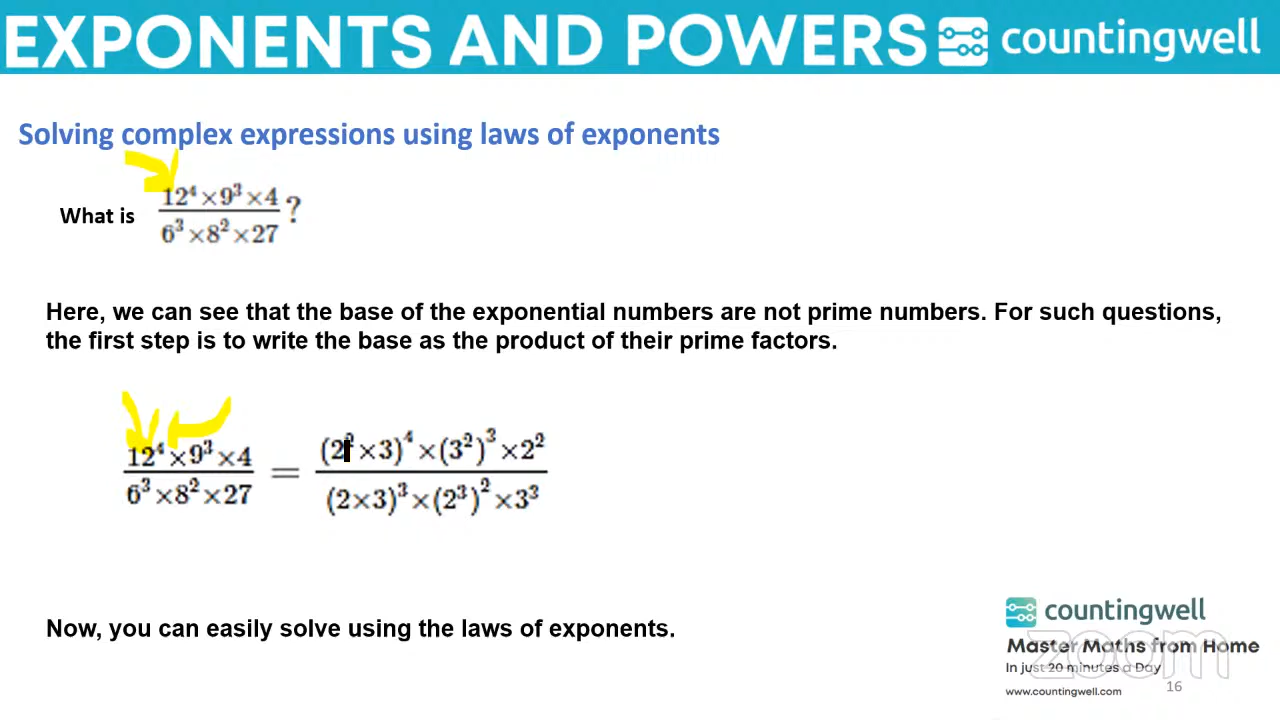 EXPONENTS AND POWERS countingwell
Solving complex expressions using laws of exponents
What is 12⁴×9³×4 / 6³×8²×27 ?
Here, we can see that the base of the exponential numbers are not prime numbers. For such questions,
the first step is to write the base as the product of their prime factors.
12⁴×9³×4 / 6³×8²×27 = (2²×3)⁴×(3²)³×2² / (2×3)³×(2³)²×3³
Now, you can easily solve using the laws of exponents.
countingwell
Master Maths from Home
zoom
In just 20 minutes a Day
www.countingwell.com
16